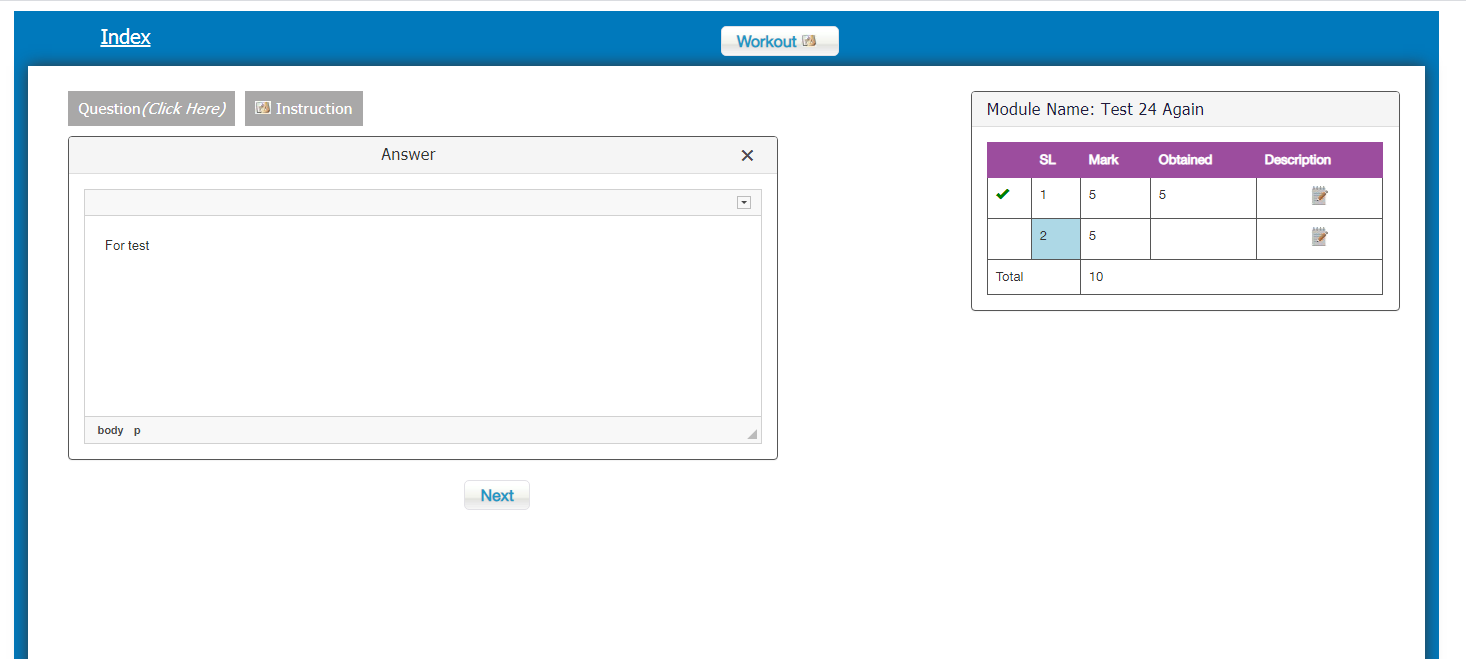 Index
Workout
Question(Click Here)
Instruction
Answer
For test
body p
Next
Module Name: Test 24 Again
SL Mark Obtained Description
1 5 5
2 5
Total 10